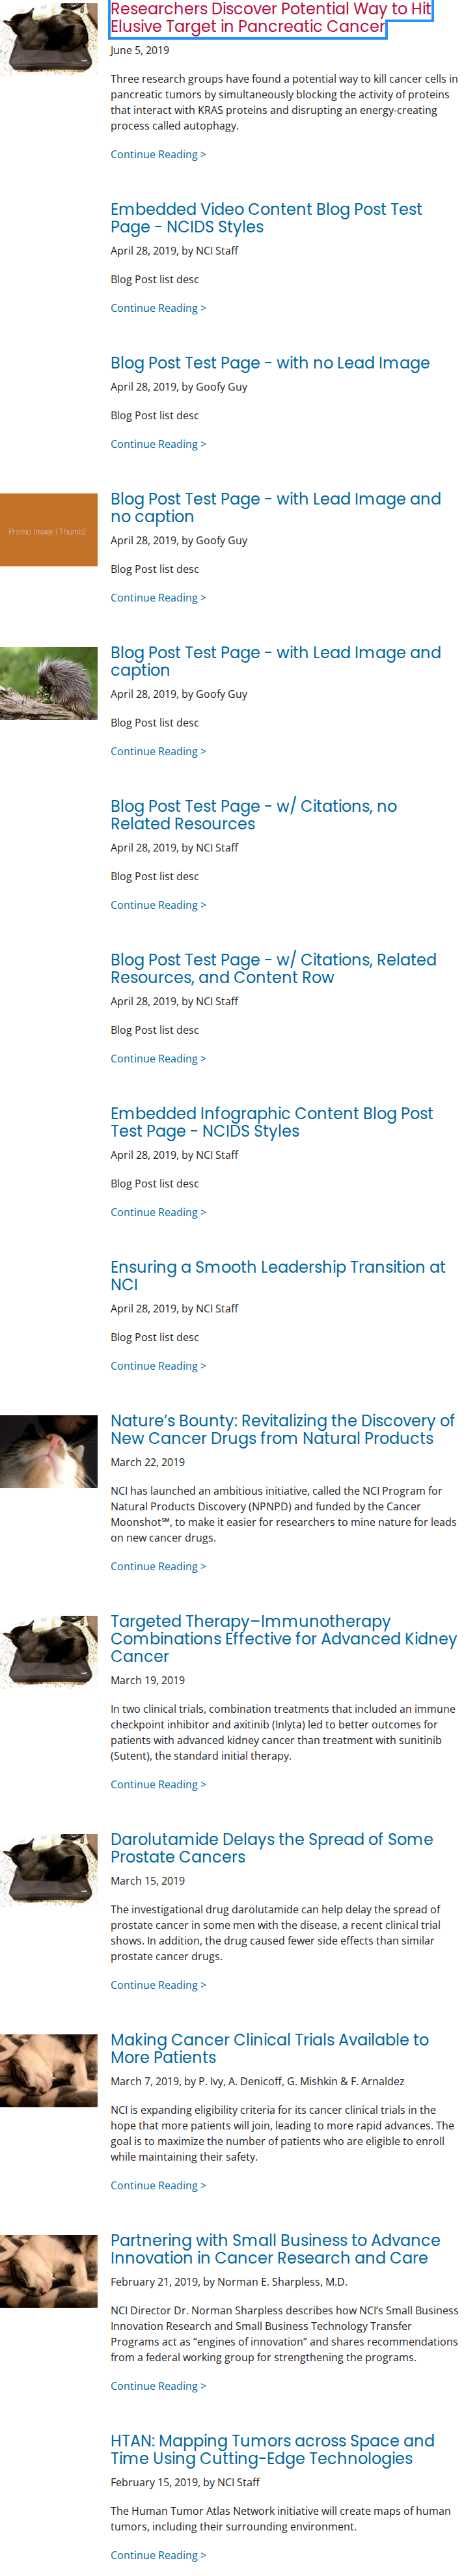 Researchers Discover Potential Way to Hit
Elusive Target in Pancreatic Cancer
June 5, 2019
Three research groups have found a potential way to kill cancer cells in
pancreatic tumors by simultaneously blocking the activity of proteins
that interact with KRAS proteins and disrupting an energy-creating
process called autophagy.
Continue Reading >
Embedded Video Content Blog Post Test
Page - NCIDS Styles
April 28, 2019, by NCI Staff
Blog Post list desc
Continue Reading >
Blog Post Test Page - with no Lead Image
April 28, 2019, by Goofy Guy
Blog Post list desc
Continue Reading >
Promo Image (Thumb)
Blog Post Test Page - with Lead Image and
no caption
April 28, 2019, by Goofy Guy
Blog Post list desc
Continue Reading >
Blog Post Test Page - with Lead Image and
caption
April 28, 2019, by Goofy Guy
Blog Post list desc
Continue Reading >
Blog Post Test Page - w/ Citations, no
Related Resources
April 28, 2019, by NCI Staff
Blog Post list desc
Continue Reading >
Blog Post Test Page - w/ Citations, Related
Resources, and Content Row
April 28, 2019, by NCI Staff
Blog Post list desc
Continue Reading >
Embedded Infographic Content Blog Post
Test Page - NCIDS Styles
April 28, 2019, by NCI Staff
Blog Post list desc
Continue Reading >
Ensuring a Smooth Leadership Transition at
NCI
April 28, 2019, by NCI Staff
Blog Post list desc
Continue Reading >
Nature’s Bounty: Revitalizing the Discovery of
New Cancer Drugs from Natural Products
March 22, 2019
NCI has launched an ambitious initiative, called the NCI Program for
Natural Products Discovery (NPNPD) and funded by the Cancer
Moonshot℠, to make it easier for researchers to mine nature for leads
on new cancer drugs.
Continue Reading >
Targeted Therapy–Immunotherapy
Combinations Effective for Advanced Kidney
Cancer
March 19, 2019
In two clinical trials, combination treatments that included an immune
checkpoint inhibitor and axitinib (Inlyta) led to better outcomes for
patients with advanced kidney cancer than treatment with sunitinib
(Sutent), the standard initial therapy.
Continue Reading >
Darolutamide Delays the Spread of Some
Prostate Cancers
March 15, 2019
The investigational drug darolutamide can help delay the spread of
prostate cancer in some men with the disease, a recent clinical trial
shows. In addition, the drug caused fewer side effects than similar
prostate cancer drugs.
Continue Reading >
Making Cancer Clinical Trials Available to
More Patients
March 7, 2019, by P. Ivy, A. Denicoff, G. Mishkin & F. Arnaldez
NCI is expanding eligibility criteria for its cancer clinical trials in the
hope that more patients will join, leading to more rapid advances. The
goal is to maximize the number of patients who are eligible to enroll
while maintaining their safety.
Continue Reading >
Partnering with Small Business to Advance
Innovation in Cancer Research and Care
February 21, 2019, by Norman E. Sharpless, M.D.
NCI Director Dr. Norman Sharpless describes how NCI’s Small Business
Innovation Research and Small Business Technology Transfer
Programs act as “engines of innovation” and shares recommendations
from a federal working group for strengthening the programs.
Continue Reading >
HTAN: Mapping Tumors across Space and
Time Using Cutting-Edge Technologies
February 15, 2019, by NCI Staff
The Human Tumor Atlas Network initiative will create maps of human
tumors, including their surrounding environment.
Continue Reading >